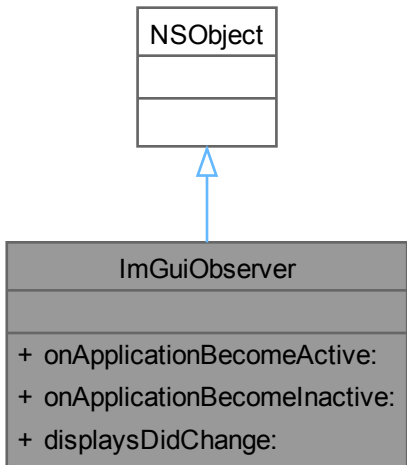 NSObject
ImGuiObserver
+ onApplicationBecomeActive:
+ onApplicationBecomeInactive:
+ displaysDidChange: